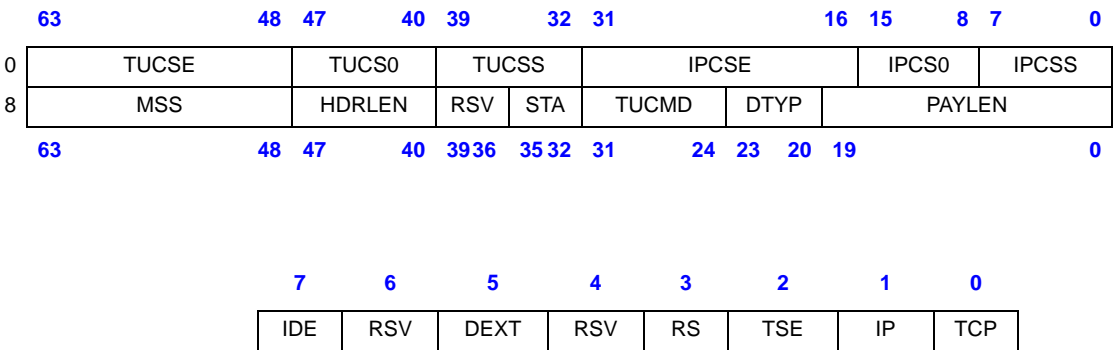 63 48 47 40 39 32 31 16 15 8 7 0
0 TUCSE TUCS0 TUCSS IPCSE IPCS0 IPCSS
8 MSS HDRLEN RSV STA TUCMD DTYP PAYLEN
63 48 47 40 39 36 35 32 31 24 23 20 19 0
7 6 5 4 3 2 1 0
IDE RSV DEXT RSV RS TSE IP TCP